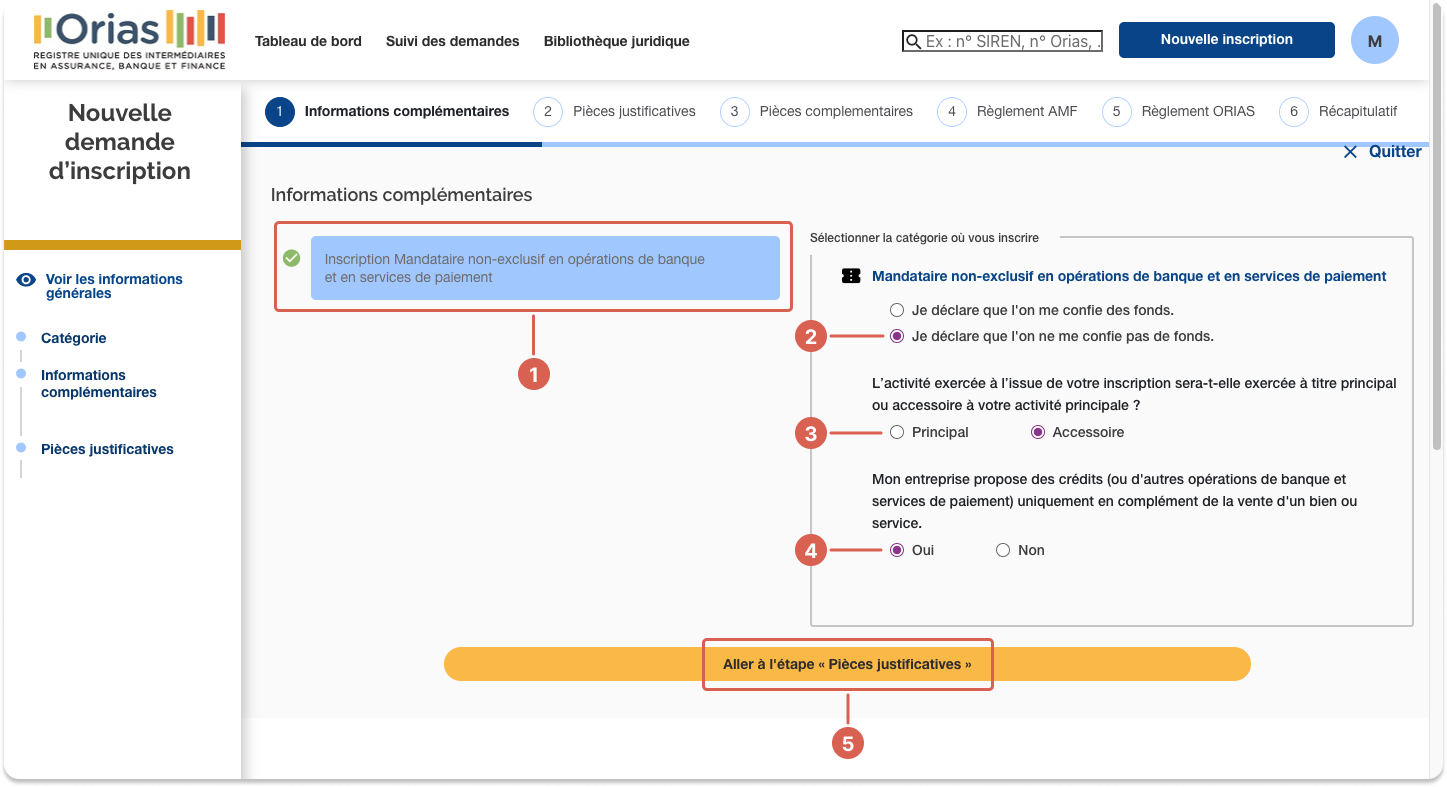 Orias
REGISTRE UNIQUE DES INTERMÉDIAIRES
EN ASSURANCE, BANQUE ET FINANCE
Tableau de bord
Suivi des demandes
Bibliothèque juridique
Ex : n° SIREN, n° Orias, .
Nouvelle inscription
M
Nouvelle
demande
d'inscription
1 Informations complémentaires
2 Pièces justificatives
3 Pièces complementaires
4 Règlement AMF
5 Règlement ORIAS
6 Récapitulatif
Quitter
Voir les informations
générales
Catégorie
Informations
complémentaires
Pièces justificatives
Informations complémentaires
Inscription Mandataire non-exclusif en opérations de banque
et en services de paiement
1
Sélectionner la catégorie où vous inscrire
Mandataire non-exclusif en opérations de banque et en services de paiement
Je déclare que l'on me confie des fonds.
2 Je déclare que l'on ne me confie pas de fonds.
L'activité exercée à l'issue de votre inscription sera-t-elle exercée à titre principal
ou accessoire à votre activité principale ?
3 Principal Accessoire
Mon entreprise propose des crédits (ou d'autres opérations de banque et
services de paiement) uniquement en complément de la vente d'un bien ou
service.
4 Oui Non
Aller à l'étape « Pièces justificatives »
5